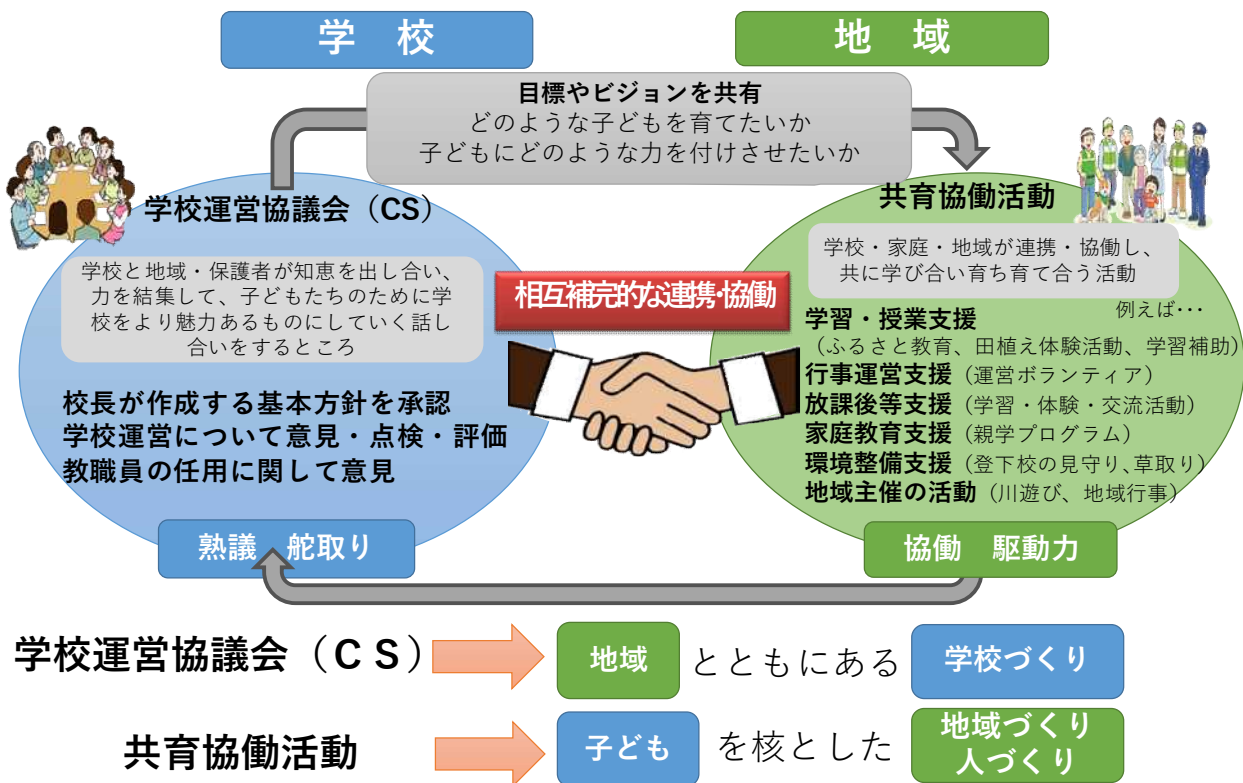 学 校
地 域
目標やビジョンを共有
どのような子どもを育てたいか
子どもにどのような力を付けさせたいか
学校運営協議会（CS）
学校と地域・保護者が知恵を出し合い、
力を結集して、子どもたちのために学
校をより魅力あるものにしていく話し
合いをするところ
校長が作成する基本方針を承認
学校運営について意見・点検・評価
教職員の任用に関して意見
熟議 舵取り
相互補完的な連携・協働
共育協働活動
学校・家庭・地域が連携・協働し、
共に学び合い育ち育て合う活動
例えば･･･
学習・授業支援
（ふるさと教育、田植え体験活動、学習補助）
行事運営支援（運営ボランティア）
放課後等支援（学習・体験・交流活動）
家庭教育支援（親学プログラム）
環境整備支援（登下校の見守り、草取り）
地域主催の活動（川遊び、地域行事）
協働 駆動力
学校運営協議会（ＣＳ） 地域 とともにある 学校づくり
共育協働活動 子ども を核とした 地域づくり
人づくり